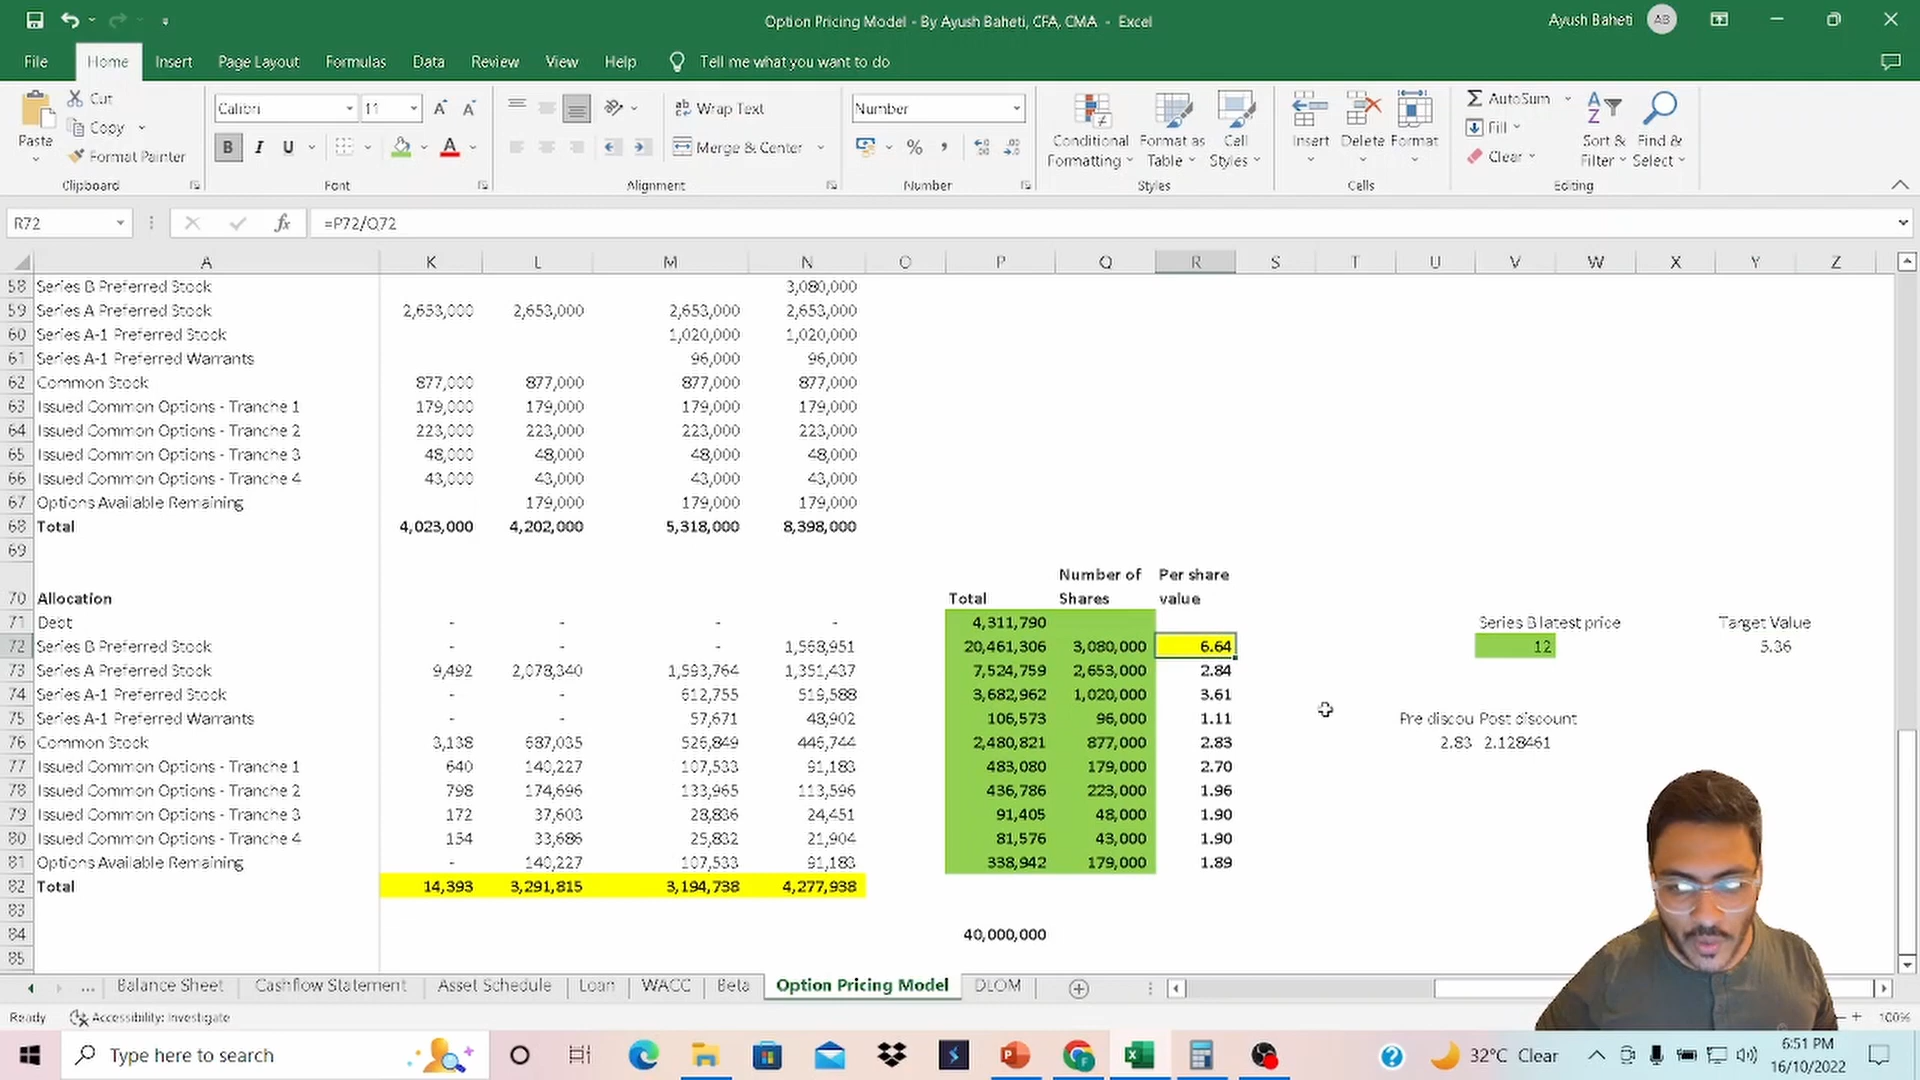 Option Pricing Model - By Ayush Baheti, CFA, CMA - Excel
Ayush Baheti AB
File Home Insert Page Layout Formulas Data Review View Help Tell me what you want to do
Paste Cut
Copy
Format Painter
Clipboard
Calibri 11
B I U
Font
Wrap Text
Merge & Center
Alignment
Number
Number
Conditional Formatting
Format as Table
Cell Styles
Styles
Insert Delete Format
Cells
AutoSum
Fill
Clear
Sort & Filter
Find & Select
Editing
R72 fx =P72/Q72
A K L M N O P Q R S T U V W X Y Z
58 Series B Preferred Stock 3,080,000
59 Series A Preferred Stock 2,653,000 2,653,000 2,653,000 2,653,000
60 Series A-1 Preferred Stock 1,020,000 1,020,000
61 Series A-1 Preferred Warrants 96,000 96,000
62 Common Stock 877,000 877,000 877,000 877,000
63 Issued Common Options - Tranche 1 179,000 179,000 179,000 179,000
64 Issued Common Options - Tranche 2 223,000 223,000 223,000 223,000
65 Issued Common Options - Tranche 3 48,000 48,000 48,000 48,000
66 Issued Common Options - Tranche 4 43,000 43,000 43,000 43,000
67 Options Available Remaining 179,000 179,000 179,000
68 Total 4,023,000 4,202,000 5,318,000 8,398,000
69
Number of Per share
70 Allocation Total Shares value
71 Debt - - - - 4,311,790 Series B latest price Target Value
72 Series B Preferred Stock - - - 1,568,951 20,461,306 3,080,000 6.64 12 5.36
73 Series A Preferred Stock 9,492 2,078,340 1,593,764 1,351,437 7,524,759 2,653,000 2.84
74 Series A-1 Preferred Stock - - 612,755 519,588 3,682,962 1,020,000 3.61
75 Series A-1 Preferred Warrants - - 57,671 48,902 106,573 96,000 1.11 Pre discou Post discount
76 Common Stock 3,138 687,035 526,849 446,744 2,480,821 877,000 2.83 2.83 2.128461
77 Issued Common Options - Tranche 1 640 140,227 107,533 91,183 483,080 179,000 2.70
78 Issued Common Options - Tranche 2 798 174,696 133,965 113,596 436,786 223,000 1.96
79 Issued Common Options - Tranche 3 172 37,603 28,836 24,451 91,405 48,000 1.90
80 Issued Common Options - Tranche 4 154 33,686 25,832 21,904 81,576 43,000 1.90
81 Options Available Remaining - 140,227 107,533 91,183 338,942 179,000 1.89
82 Total 14,393 3,291,815 3,194,738 4,277,938
83
84 40,000,000
85
... Balance Sheet Cashflow Statement Asset Schedule Loan WACC Beta Option Pricing Model DLOM
Ready Accessibility: Investigate 100%
Type here to search 32°C Clear 6:51 PM
16/10/2022